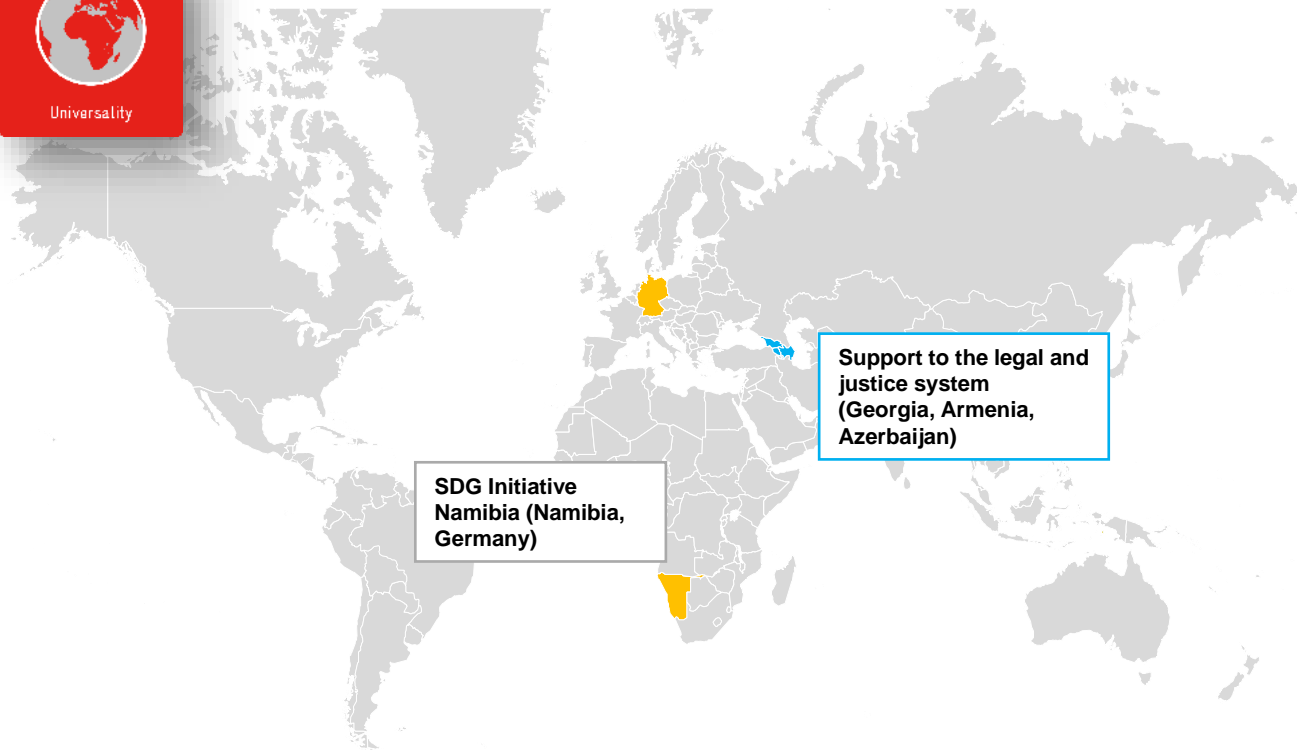 Universality
Support to the legal and
justice system
(Georgia, Armenia,
Azerbaijan)
SDG Initiative
Namibia (Namibia,
Germany)